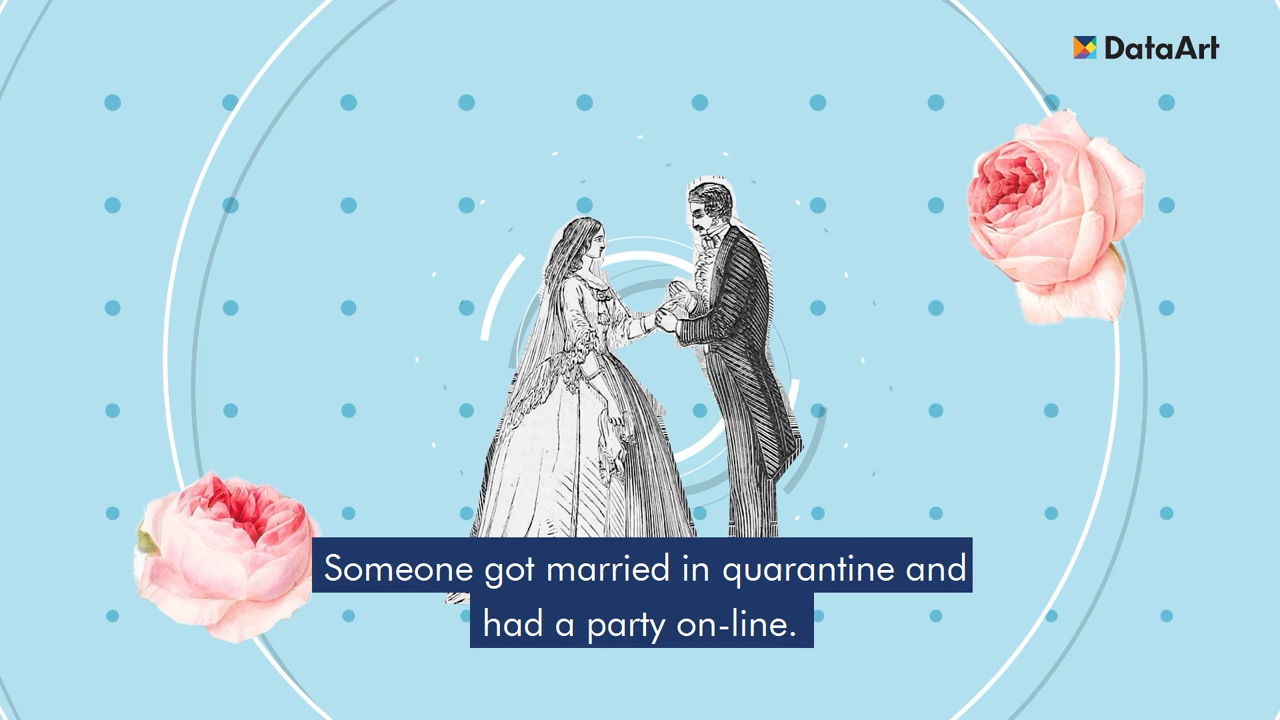 DataArt
Someone got married in quarantine and
had a party on-line.